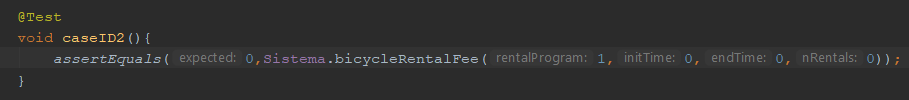 @Test
void caseID2(){
assertEquals( expected: 0,Sistema.bicycleRentalFee( rentalProgram: 1, initTime: 0, endTime: 0, nRentals: 0));
}